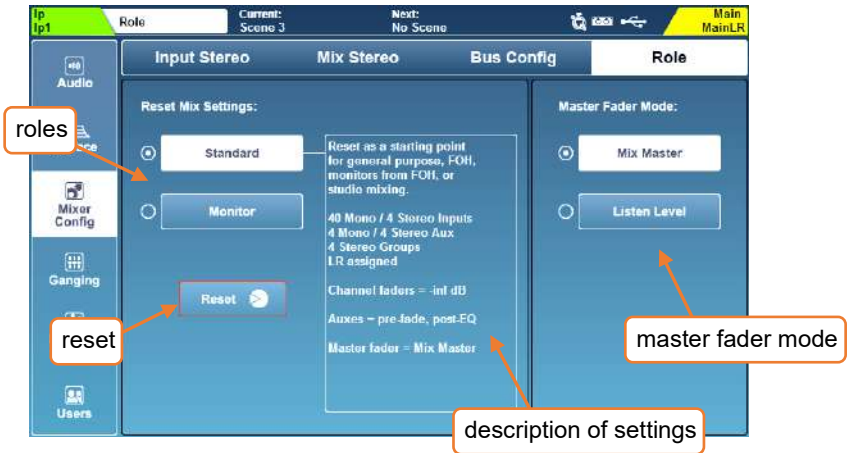 Ip
Ip1
Role
Current:
Scene 3
Next:
No Scene
Main
MainLR
Audio
Input Stereo
Mix Stereo
Bus Config
Role
Reset Mix Settings:
Master Fader Mode:
roles
ce
Standard
Reset as a starting point
for general purpose, FOH,
monitors from FOH, or
studio mixing.
Mix Master
Mixer
Config
Monitor
40 Mono / 4 Stereo Inputs
4 Mono / 4 Stereo Aux
4 Stereo Groups
LR assigned
Listen Level
Ganging
Reset
Channel faders = -inf dB
Auxes = pre-fade, post-EQ
Master fader = Mix Master
reset
master fader mode
Users
description of settings